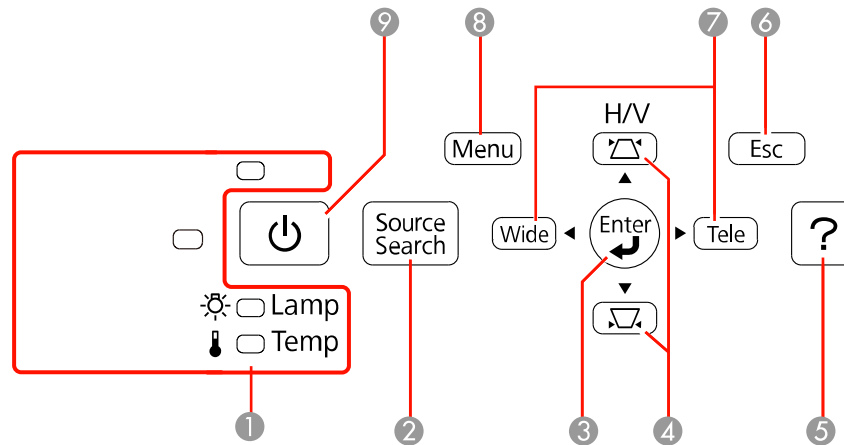 9
8
7
6
H/V
Menu
Esc
Source
Search
Wide
Enter
Tele
?
Lamp
Temp
1
2
3
4
5